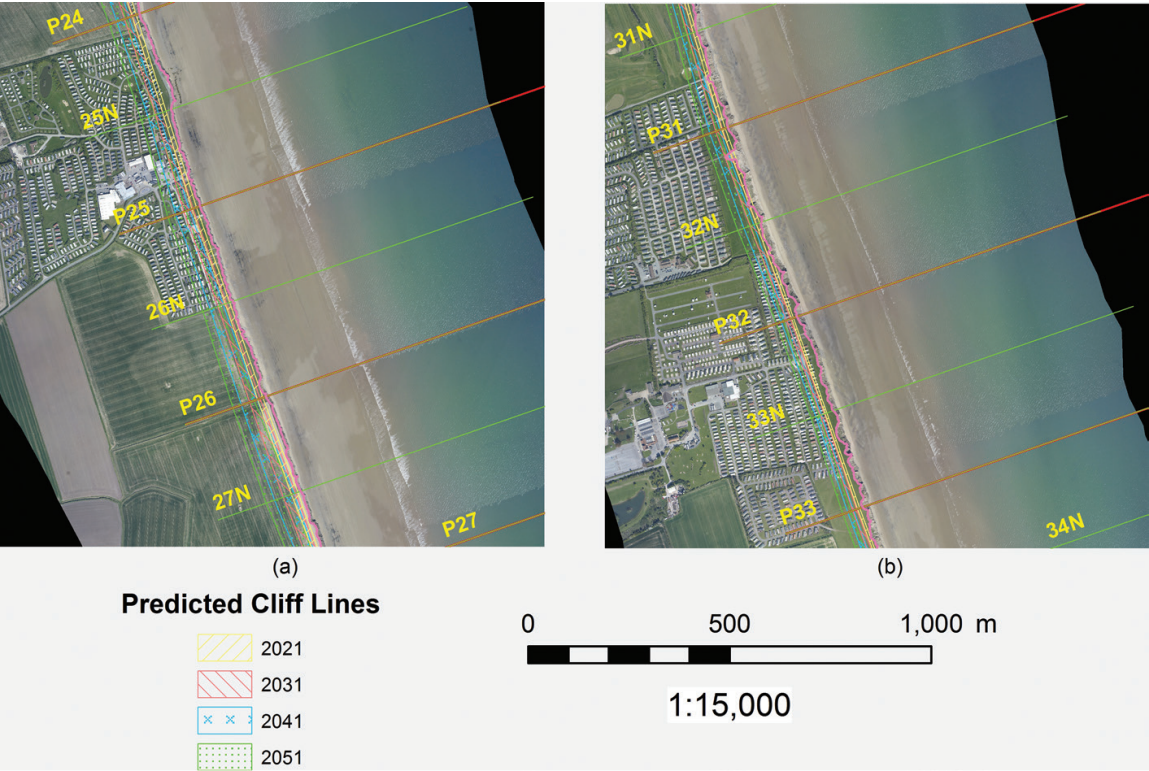 P24
25N
P25
26N
P26
27N
P27
(a)
31N
P31
32N
P32
33N
P33
34N
(b)
Predicted Cliff Lines
2021
2031
2041
2051
0 500 1,000 m
1:15,000